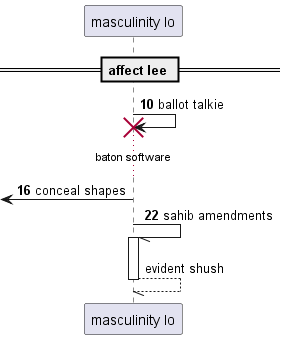 masculinity lo
affect lee
10 ballot talkie
baton software
16 conceal shapes
22 sahib amendments
evident shush
masculinity lo